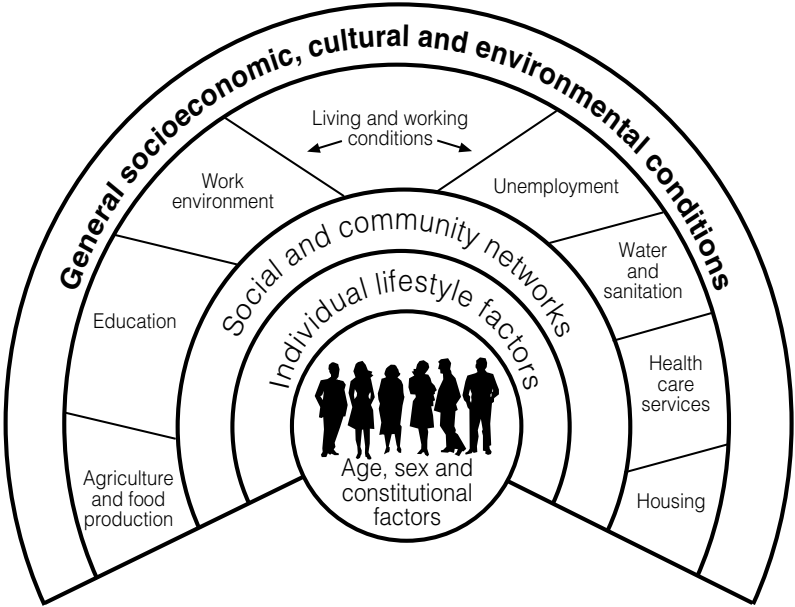 General socioeconomic, cultural and environmental conditions
Living and working
conditions
Work
environment
Unemployment
Education
Water
and
sanitation
Agriculture
and food
production
Health
care
services
Housing
Social and community networks
Individual lifestyle factors
Age, sex and
constitutional
factors